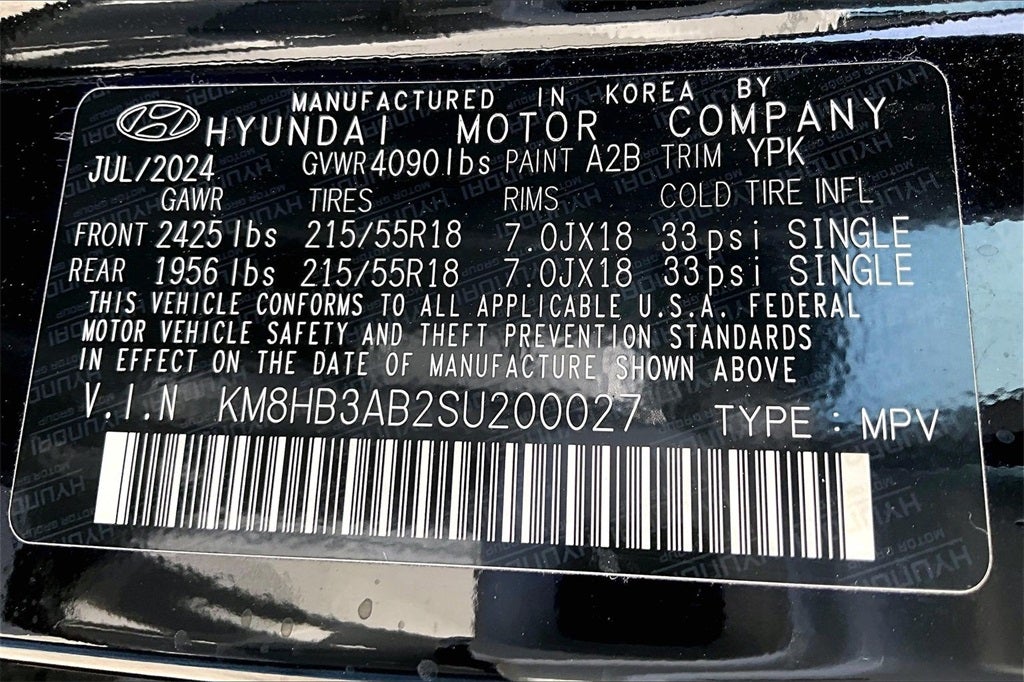 MANUFACTURED IN KOREA BY
HYUNDAI MOTOR COMPANY
JUL/2024 GVWR 4090 lbs PAINT A2B TRIM YPK
GAWR TIRES RIMS COLD TIRE INFL
FRONT 2425 lbs 215/55R18 7.0JX18 33psi SINGLE
REAR 1956 lbs 215/55R18 7.0JX18 33psi SINGLE
THIS VEHICLE CONFORMS TO ALL APPLICABLE U.S.A. FEDERAL
MOTOR VEHICLE SAFETY AND THEFT PREVENTION STANDARDS
IN EFFECT ON THE DATE OF MANUFACTURE SHOWN ABOVE
V.I.N KM8HB3AB2SU200027 TYPE : MPV